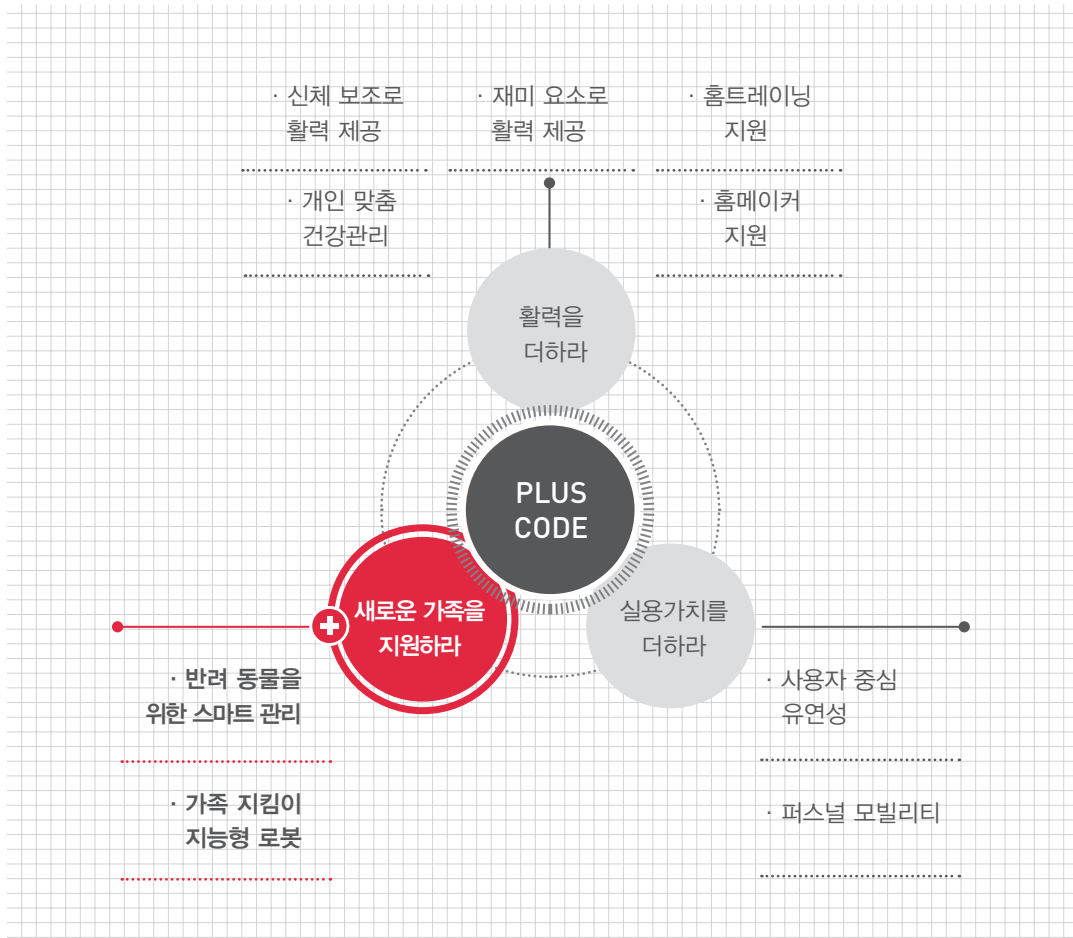 · 신체 보조로
활력 제공
· 재미 요소로
활력 제공
· 홈트레이닝
지원
· 개인 맞춤
건강관리
· 홈메이커
지원
활력을
더하라
PLUS
CODE
새로운 가족을
지원하라
실용가치를
더하라
· 반려 동물을
위한 스마트 관리
· 가족 지킴이
지능형 로봇
· 사용자 중심
유연성
· 퍼스널 모빌리티